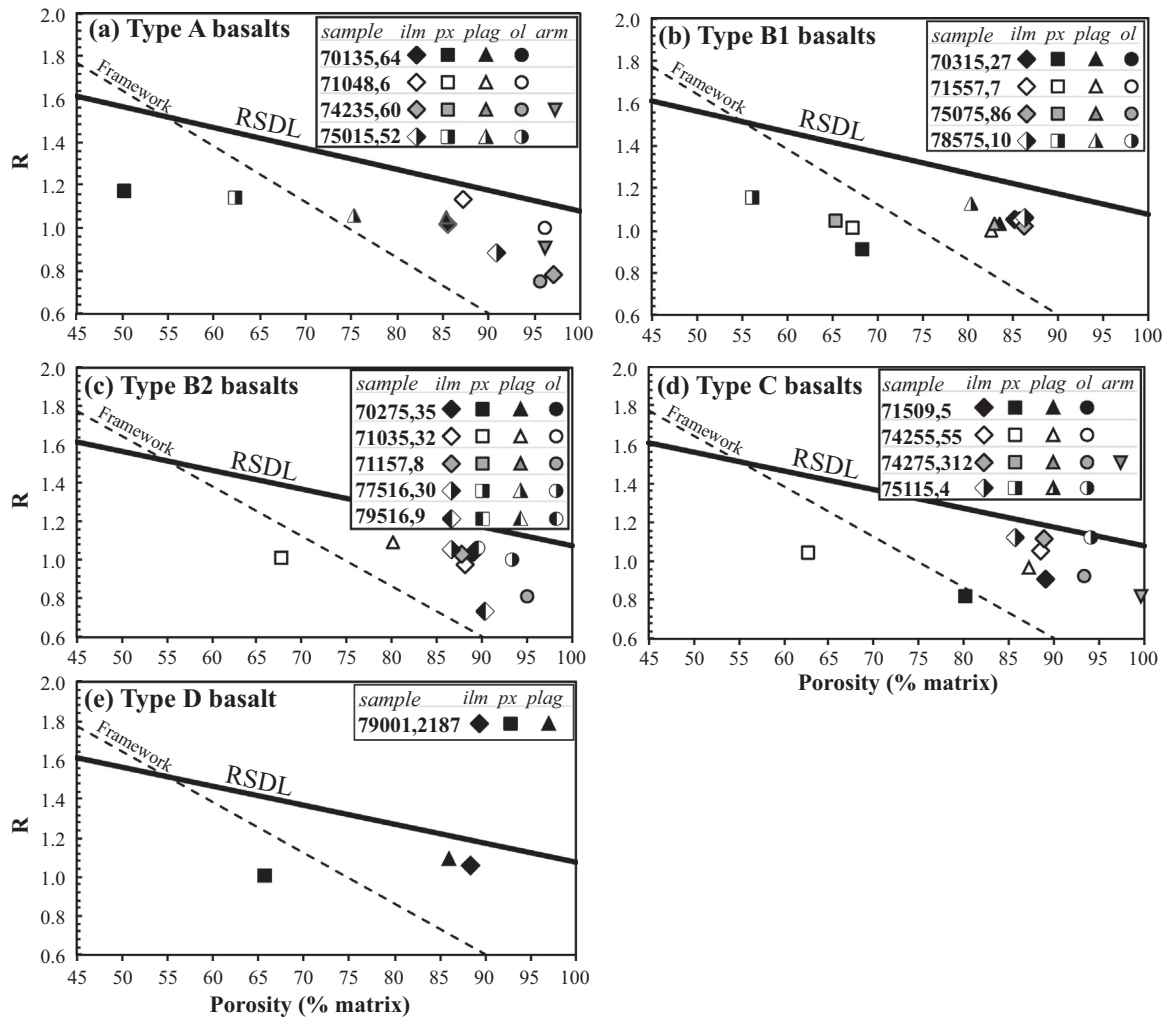 (a) Type A basalts
sample ilm px plag ol arm
70135,64
71048,6
74235,60
75015,52
Framework
RSDL
R
2.0
1.8
1.6
1.4
1.2
1.0
0.8
0.6
45 50 55 60 65 70 75 80 85 90 95 100
(b) Type B1 basalts
sample ilm px plag ol
70315,27
71557,7
75075,86
78575,10
Framework
RSDL
2.0
1.8
1.6
1.4
1.2
1.0
0.8
0.6
45 50 55 60 65 70 75 80 85 90 95 100
(c) Type B2 basalts
sample ilm px plag ol
70275,35
71035,32
71157,8
77516,30
79516,9
Framework
RSDL
R
2.0
1.8
1.6
1.4
1.2
1.0
0.8
0.6
45 50 55 60 65 70 75 80 85 90 95 100
(d) Type C basalts
sample ilm px plag ol arm
71509,5
74255,55
74275,312
75115,4
Framework
RSDL
2.0
1.8
1.6
1.4
1.2
1.0
0.8
0.6
45 50 55 60 65 70 75 80 85 90 95 100
Porosity (% matrix)
(e) Type D basalt
sample ilm px plag
79001,2187
Framework
RSDL
R
2.0
1.8
1.6
1.4
1.2
1.0
0.8
0.6
45 50 55 60 65 70 75 80 85 90 95 100
Porosity (% matrix)